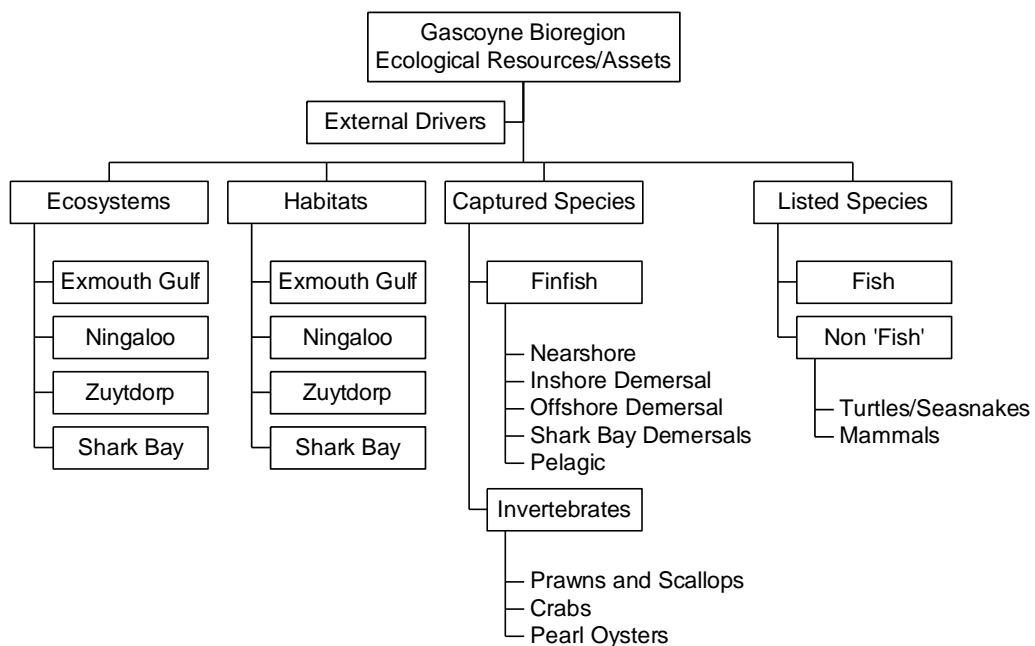 Gascoyne Bioregion
Ecological Resources/Assets
External Drivers
Ecosystems
Exmouth Gulf
Ningaloo
Zuytdorp
Shark Bay
Habitats
Exmouth Gulf
Ningaloo
Zuytdorp
Shark Bay
Captured Species
Finfish
Nearshore
Inshore Demersal
Offshore Demersal
Shark Bay Demersals
Pelagic
Invertebrates
Prawns and Scallops
Crabs
Pearl Oysters
Listed Species
Fish
Non 'Fish'
Turtles/Seasnakes
Mammals